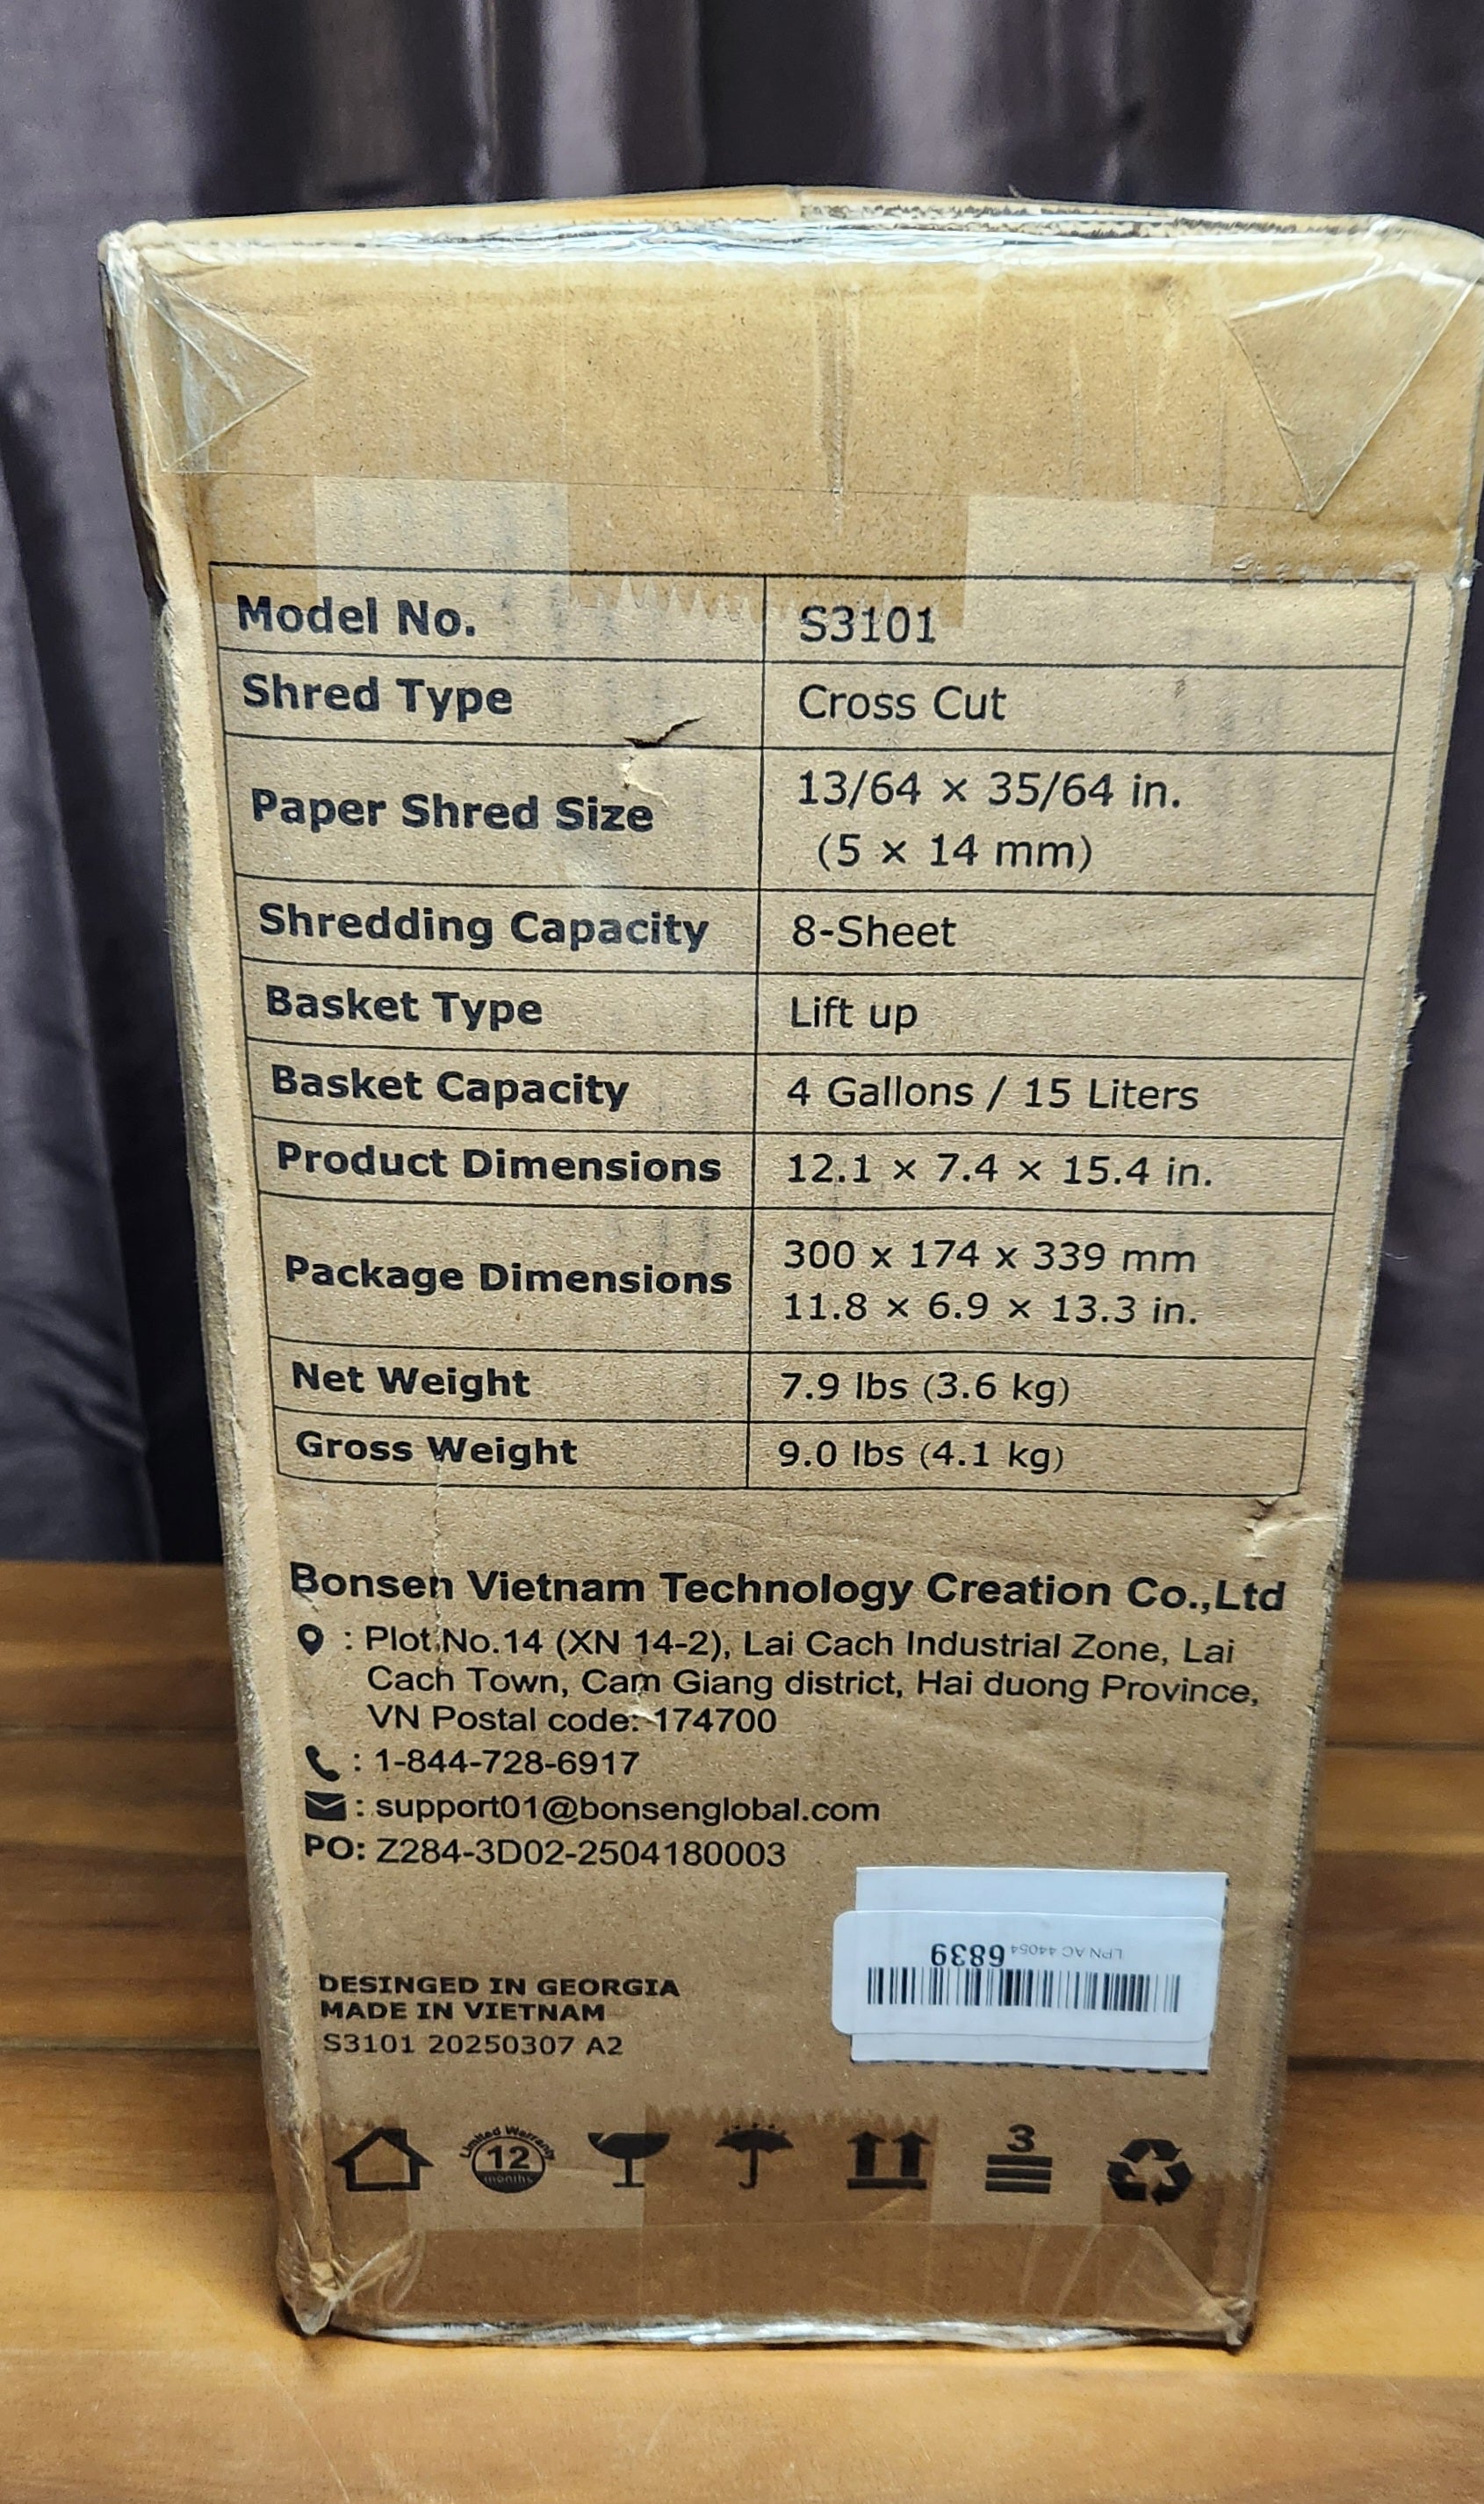 Model No. S3101
Shred Type Cross Cut
Paper Shred Size 13/64 × 35/64 in.
(5 × 14 mm)
Shredding Capacity 8-Sheet
Basket Type Lift up
Basket Capacity 4 Gallons / 15 Liters
Product Dimensions 12.1 × 7.4 × 15.4 in.
Package Dimensions 300 x 174 x 339 mm
11.8 × 6.9 × 13.3 in.
Net Weight 7.9 lbs (3.6 kg)
Gross Weight 9.0 lbs (4.1 kg)
Bonsen Vietnam Technology Creation Co.,Ltd
: Plot.No.14 (XN 14-2), Lai Cach Industrial Zone, Lai
Cach Town, Cam Giang district, Hai duong Province,
VN Postal code: 174700
: 1-844-728-6917
: support01@bonsenglobal.com
PO: Z284-3D02-2504180003
LPN AC 44054 6839
DESINGED IN GEORGIA
MADE IN VIETNAM
S3101 20250307 A2
Limited Warranty
12
months
3